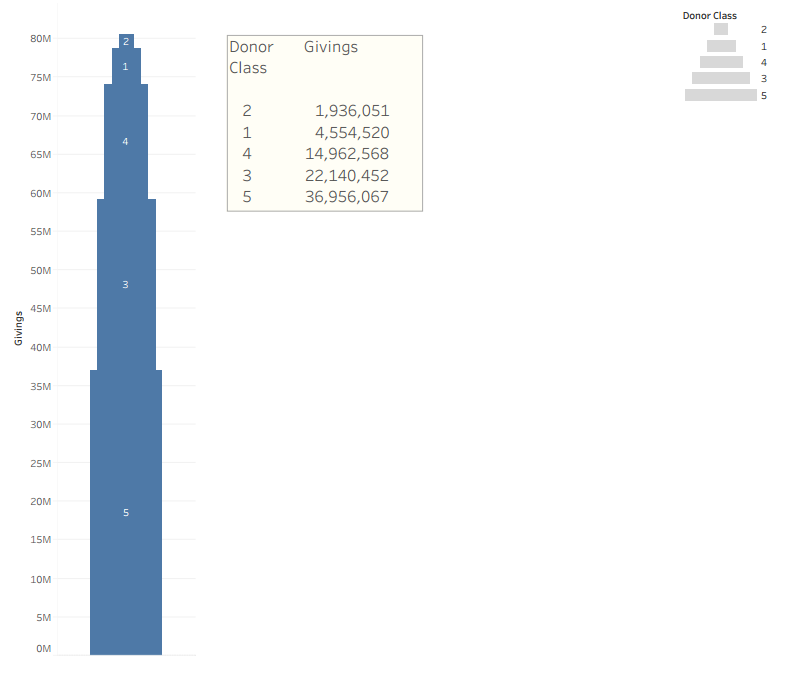 80M
75M
70M
65M
60M
55M
50M
45M
40M
35M
30M
25M
20M
15M
10M
5M
0M
Givings
2
1
4
3
5
Donor Givings
Class
2 1,936,051
1 4,554,520
4 14,962,568
3 22,140,452
5 36,956,067
Donor Class
2
1
4
3
5